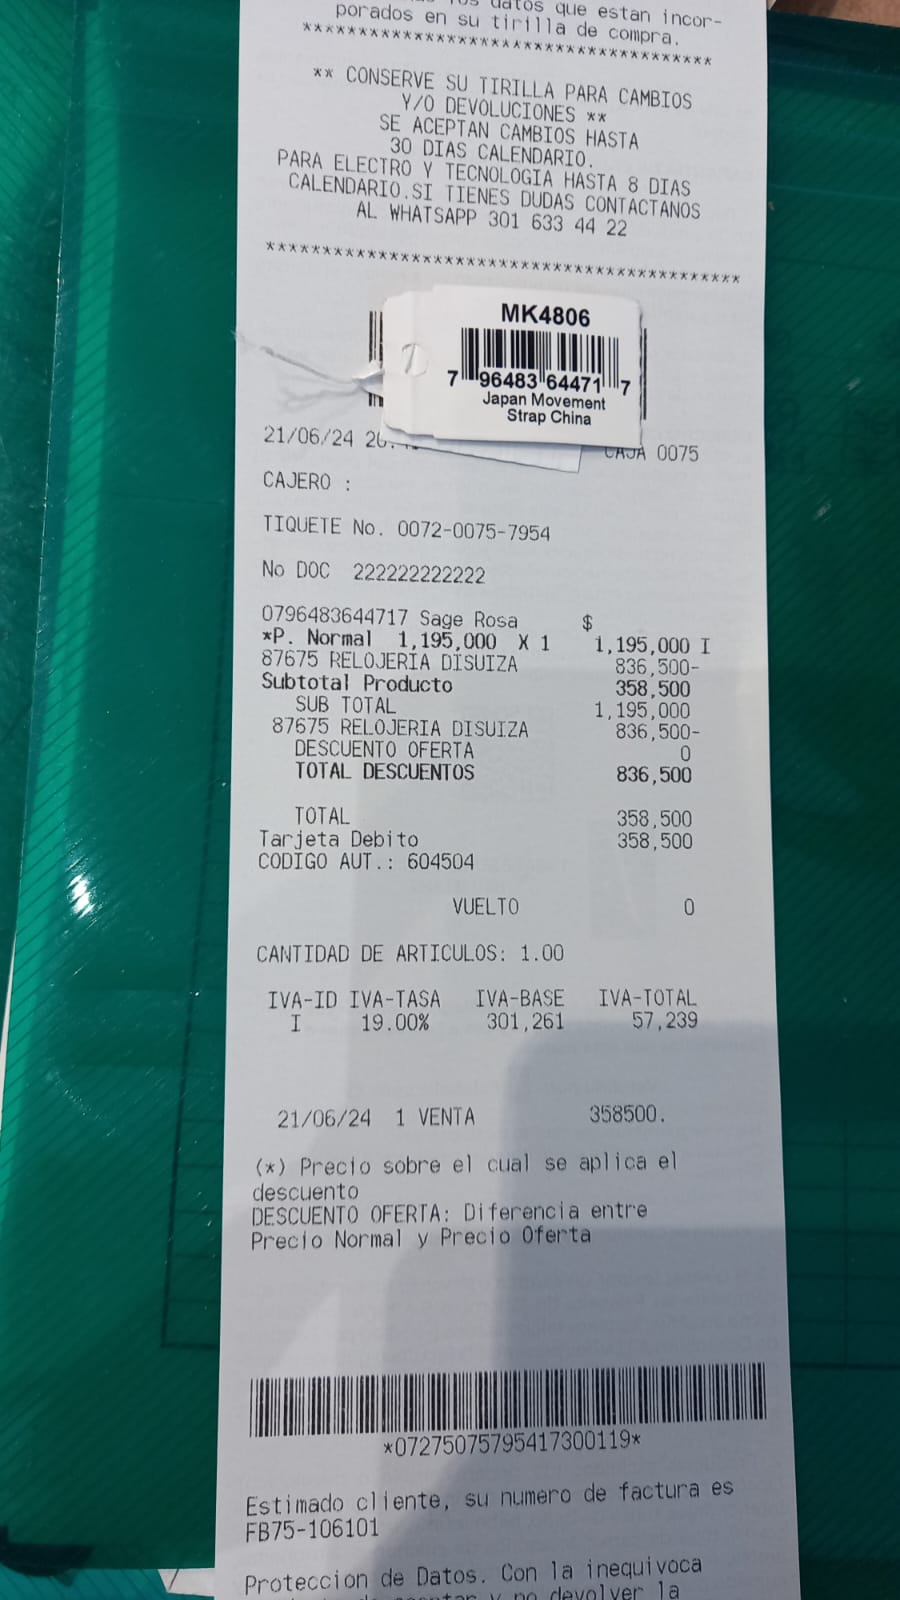 datos que estan incor-
porados en su tirilla de compra.
*************************************
** CONSERVE SU TIRILLA PARA CAMBIOS
Y/O DEVOLUCIONES **
SE ACEPTAN CAMBIOS HASTA
30 DIAS CALENDARIO.
PARA ELECTRO Y TECNOLOGIA HASTA 8 DIAS
CALENDARIO.SI TIENES DUDAS CONTACTANOS
AL WHATSAPP 301 633 44 22
*******************************************
MK4806
7 96483 64471 7
Japan Movement
Strap China
21/06/24 CAJA 0075
CAJERO :
TIQUETE No. 0072-0075-7954
No DOC 222222222222
0796483644717 Sage Rosa $
*P. Normal 1,195,000 X 1 1,195,000 I
87675 RELOJERIA DISUIZA 836,500-
Subtotal Producto 358,500
SUB TOTAL 1,195,000
87675 RELOJERIA DISUIZA 836,500-
DESCUENTO OFERTA 0
TOTAL DESCUENTOS 836,500
TOTAL 358,500
Tarjeta Debito 358,500
CODIGO AUT.: 604504
VUELTO 0
CANTIDAD DE ARTICULOS: 1.00
IVA-ID IVA-TASA IVA-BASE IVA-TOTAL
I 19.00% 301,261 57,239
21/06/24 1 VENTA 358500.
(*) Precio sobre el cual se aplica el
descuento
DESCUENTO OFERTA: Diferencia entre
Precio Normal y Precio Oferta
*07275075795417300119*
Estimado cliente, su numero de factura es
FB75-106101
Proteccion de Datos. Con la inequivoca
y no devolver la